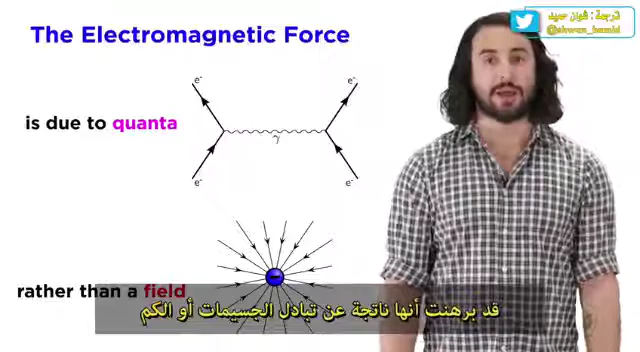 The Electromagnetic Force
ترجمة : شوان حميد
@shwan_hamid
e⁻ e⁻
is due to quanta
γ
e⁻ e⁻
rather than a field
قد برهنت أنها ناتجة عن تبادل الجسيمات أو الكم